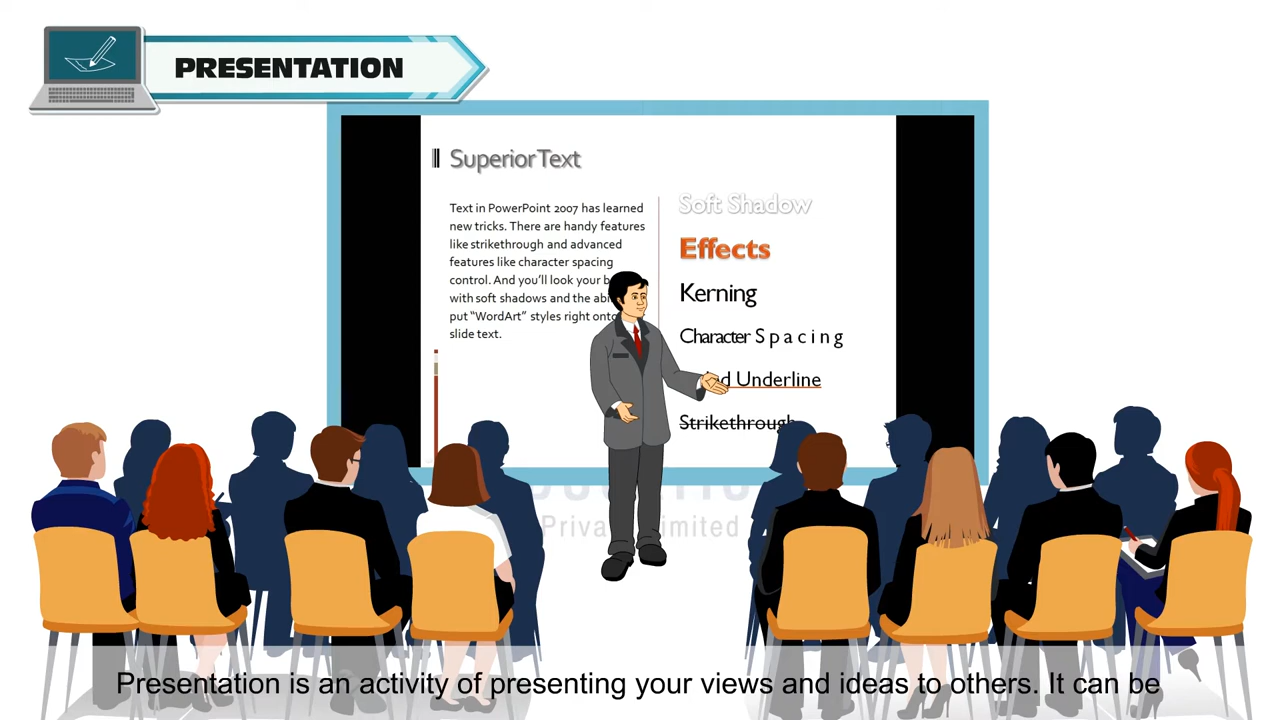 PRESENTATION
Superior Text
Text in PowerPoint 2007 has learned
new tricks. There are handy features
like strikethrough and advanced
features like character spacing
control. And you'll look your
with soft shadows and the
put “WordArt” styles right onto
slide text.
Soft Shadow
Effects
Kerning
Character Spacing
Underline
Strikethrough
Private Limited
Presentation is an activity of presenting your views and ideas to others. It can be